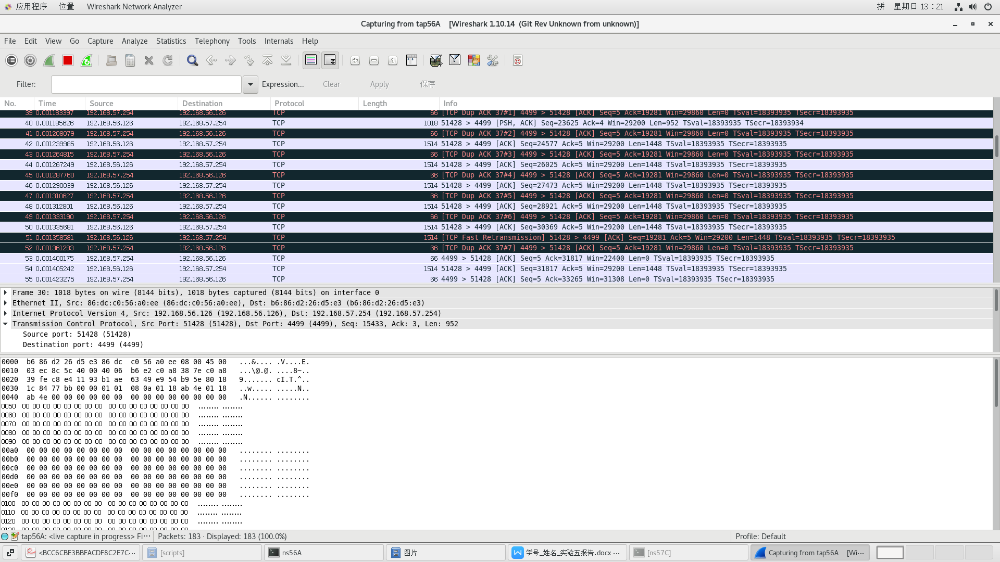 应用程序 位置 Wireshark Network Analyzer 拼 星期日 13：21
Capturing from tap56A [Wireshark 1.10.14 (Git Rev Unknown from unknown)]
File Edit View Go Capture Analyze Statistics Telephony Tools Internals Help
Filter: Expression... Clear Apply 保存
No. Time Source Destination Protocol Length Info
39 0.001183397 192.168.57.254 192.168.56.126 TCP 66 [TCP Dup ACK 37#1] 4499 > 51428 [ACK] Seq=5 Ack=19281 Win=29860 Len=0 TSval=18393935 TSecr=18393935
40 0.001185626 192.168.56.126 192.168.57.254 TCP 1018 51428 > 4499 [PSH, ACK] Seq=23625 Ack=4 Win=29200 Len=952 TSval=18393935 TSecr=18393934
41 0.001208079 192.168.57.254 192.168.56.126 TCP 66 [TCP Dup ACK 37#2] 4499 > 51428 [ACK] Seq=5 Ack=19281 Win=29860 Len=0 TSval=18393935 TSecr=18393935
42 0.001239985 192.168.56.126 192.168.57.254 TCP 1514 51428 > 4499 [ACK] Seq=24577 Ack=5 Win=29200 Len=1448 TSval=18393935 TSecr=18393935
43 0.001264815 192.168.57.254 192.168.56.126 TCP 66 [TCP Dup ACK 37#3] 4499 > 51428 [ACK] Seq=5 Ack=19281 Win=29860 Len=0 TSval=18393935 TSecr=18393935
44 0.001267249 192.168.56.126 192.168.57.254 TCP 1514 51428 > 4499 [ACK] Seq=26025 Ack=5 Win=29200 Len=1448 TSval=18393935 TSecr=18393935
45 0.001287760 192.168.57.254 192.168.56.126 TCP 66 [TCP Dup ACK 37#4] 4499 > 51428 [ACK] Seq=5 Ack=19281 Win=29860 Len=0 TSval=18393935 TSecr=18393935
46 0.001290039 192.168.56.126 192.168.57.254 TCP 1514 51428 > 4499 [ACK] Seq=27473 Ack=5 Win=29200 Len=1448 TSval=18393935 TSecr=18393935
47 0.001310627 192.168.57.254 192.168.56.126 TCP 66 [TCP Dup ACK 37#5] 4499 > 51428 [ACK] Seq=5 Ack=19281 Win=29860 Len=0 TSval=18393935 TSecr=18393935
48 0.001312801 192.168.56.126 192.168.57.254 TCP 1514 51428 > 4499 [ACK] Seq=28921 Ack=5 Win=29200 Len=1448 TSval=18393935 TSecr=18393935
49 0.001333190 192.168.57.254 192.168.56.126 TCP 66 [TCP Dup ACK 37#6] 4499 > 51428 [ACK] Seq=5 Ack=19281 Win=29860 Len=0 TSval=18393935 TSecr=18393935
50 0.001335681 192.168.56.126 192.168.57.254 TCP 1514 51428 > 4499 [ACK] Seq=30369 Ack=5 Win=29200 Len=1448 TSval=18393935 TSecr=18393935
51 0.001358581 192.168.56.126 192.168.57.254 TCP 1514 [TCP Fast Retransmission] 51428 > 4499 [ACK] Seq=19281 Ack=5 Win=29200 Len=1448 TSval=18393935 TSecr=18393935
52 0.001361293 192.168.57.254 192.168.56.126 TCP 66 [TCP Dup ACK 37#7] 4499 > 51428 [ACK] Seq=5 Ack=19281 Win=29860 Len=0 TSval=18393935 TSecr=18393935
53 0.001400175 192.168.57.254 192.168.56.126 TCP 66 4499 > 51428 [ACK] Seq=5 Ack=31817 Win=22400 Len=0 TSval=18393935 TSecr=18393935
54 0.001405242 192.168.56.126 192.168.57.254 TCP 1514 51428 > 4499 [ACK] Seq=31817 Ack=5 Win=29200 Len=1448 TSval=18393935 TSecr=18393935
55 0.001423275 192.168.57.254 192.168.56.126 TCP 66 4499 > 51428 [ACK] Seq=5 Ack=33265 Win=31308 Len=0 TSval=18393935 TSecr=18393935
Frame 30: 1018 bytes on wire (8144 bits), 1018 bytes captured (8144 bits) on interface 0
Ethernet II, Src: 86:dc:c0:56:a0:ee (86:dc:c0:56:a0:ee), Dst: b6:86:d2:26:d5:e3 (b6:86:d2:26:d5:e3)
Internet Protocol Version 4, Src: 192.168.56.126 (192.168.56.126), Dst: 192.168.57.254 (192.168.57.254)
Transmission Control Protocol, Src Port: 51428 (51428), Dst Port: 4499 (4499), Seq: 15433, Ack: 3, Len: 952
Source port: 51428 (51428)
Destination port: 4499 (4499)
0000 b6 86 d2 26 d5 e3 86 dc c0 56 a0 ee 08 00 45 00 ...&.... .V....E.
0010 03 ec 8c 5c 40 00 40 06 b6 e2 c0 a8 38 7e c0 a8 ...\@.@. ....8~..
0020 39 fe c8 e4 11 93 b1 ae 63 49 e9 54 b9 5e 80 18 9....... cI.T.^..
0030 1c 84 77 bb 00 00 01 01 08 0a 01 18 ab 4e 01 18 ..w..... .....N..
0040 ab 4e 00 00 00 00 00 00 00 00 00 00 00 00 00 00 .N...... ........
0050 00 00 00 00 00 00 00 00 00 00 00 00 00 00 00 00 ........ ........
0060 00 00 00 00 00 00 00 00 00 00 00 00 00 00 00 00 ........ ........
0070 00 00 00 00 00 00 00 00 00 00 00 00 00 00 00 00 ........ ........
0080 00 00 00 00 00 00 00 00 00 00 00 00 00 00 00 00 ........ ........
0090 00 00 00 00 00 00 00 00 00 00 00 00 00 00 00 00 ........ ........
00a0 00 00 00 00 00 00 00 00 00 00 00 00 00 00 00 00 ........ ........
00b0 00 00 00 00 00 00 00 00 00 00 00 00 00 00 00 00 ........ ........
00c0 00 00 00 00 00 00 00 00 00 00 00 00 00 00 00 00 ........ ........
00d0 00 00 00 00 00 00 00 00 00 00 00 00 00 00 00 00 ........ ........
00e0 00 00 00 00 00 00 00 00 00 00 00 00 00 00 00 00 ........ ........
00f0 00 00 00 00 00 00 00 00 00 00 00 00 00 00 00 00 ........ ........
0100 00 00 00 00 00 00 00 00 00 00 00 00 00 00 00 00 ........ ........
0110 00 00 00 00 00 00 00 00 00 00 00 00 00 00 00 00 ........ ........
0120 00 00 00 00 00 00 00 00 00 00 00 00 00 00 00 00 ........ ........
tap56A: <live capture in progress> Fi··· Packets: 183 · Displayed: 183 (100.0%) Profile: Default
<BCC6CBE3BBFACDF8C2E7C··· [scripts] ns56A 图片 学号_姓名_实验五报告.docx ··· [ns57C] Capturing from tap56A [Wi···